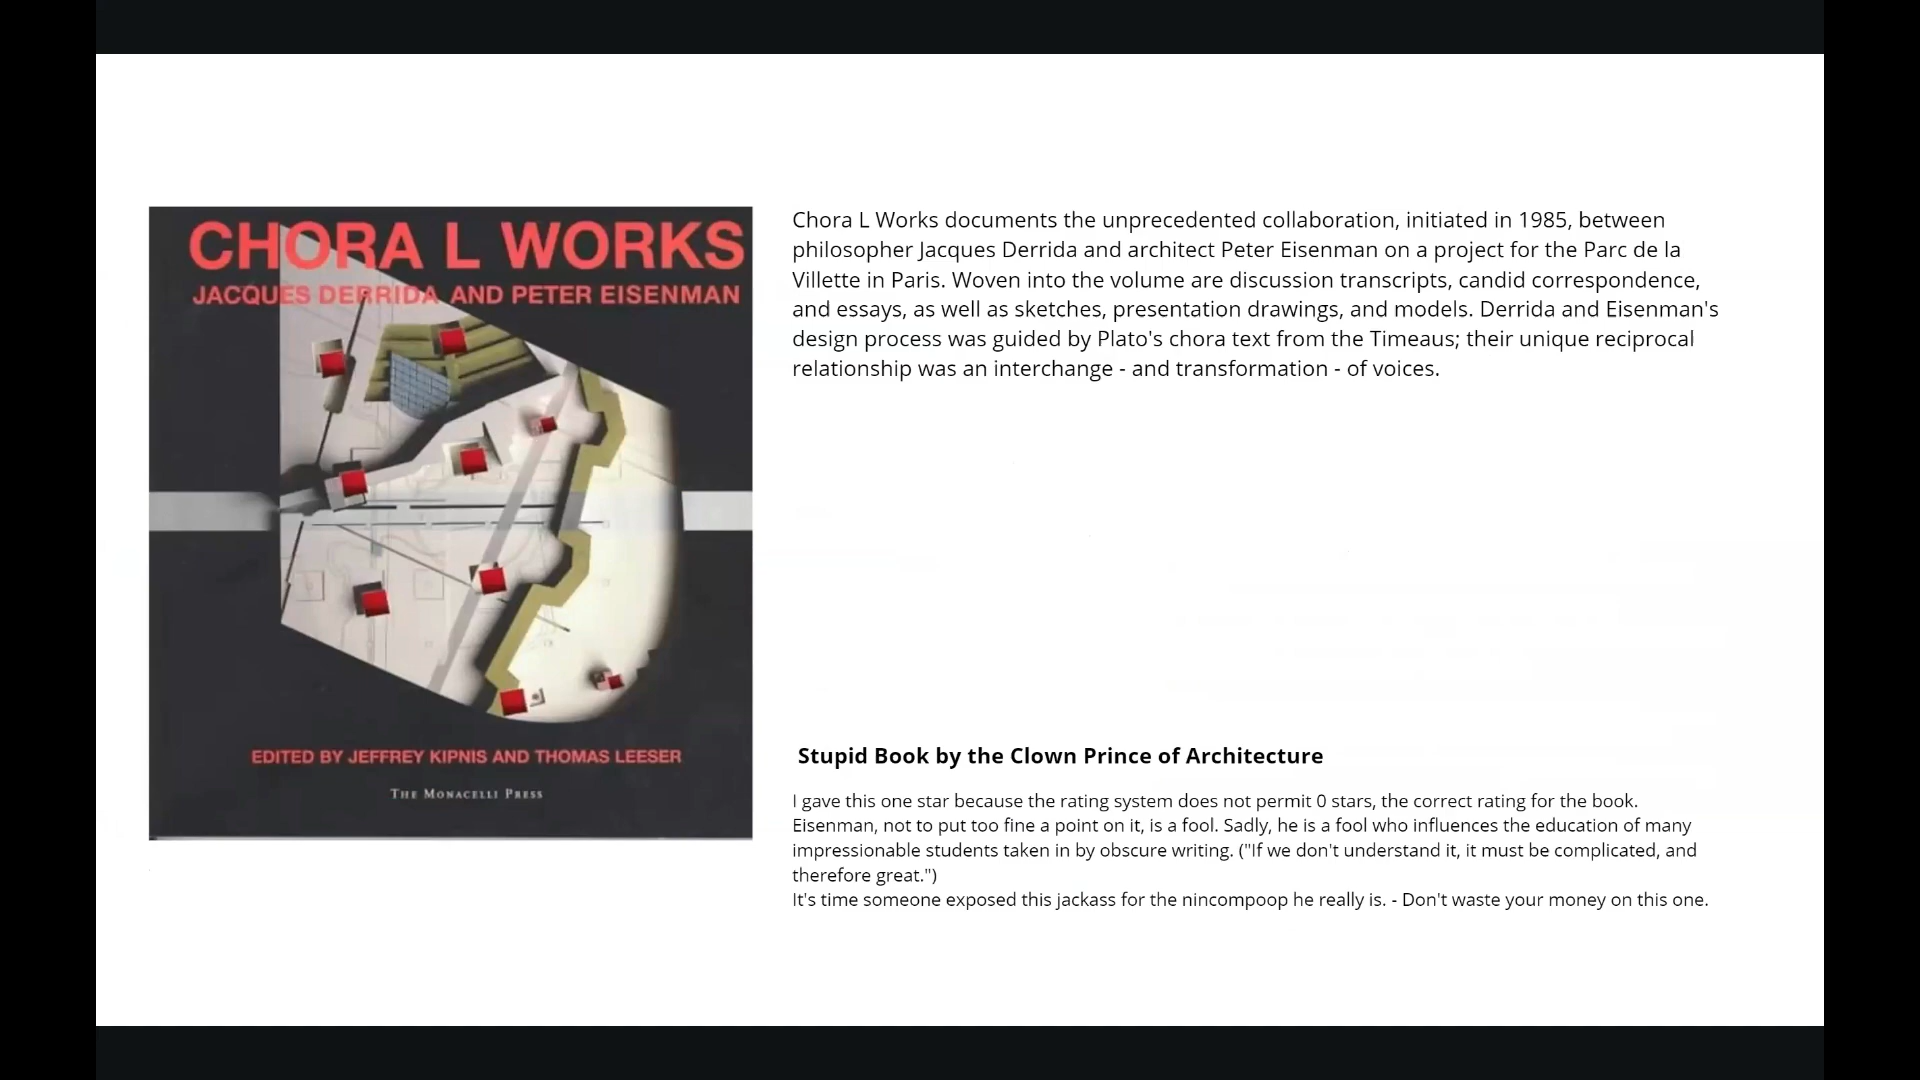 CHORA L WORKS
JACQUES DERRIDA AND PETER EISENMAN
EDITED BY JEFFREY KIPNIS AND THOMAS LEESER
THE MONACELLI PRESS
Chora L Works documents the unprecedented collaboration, initiated in 1985, between
philosopher Jacques Derrida and architect Peter Eisenman on a project for the Parc de la
Villette in Paris. Woven into the volume are discussion transcripts, candid correspondence,
and essays, as well as sketches, presentation drawings, and models. Derrida and Eisenman's
design process was guided by Plato's chora text from the Timeaus; their unique reciprocal
relationship was an interchange - and transformation - of voices.
Stupid Book by the Clown Prince of Architecture
I gave this one star because the rating system does not permit 0 stars, the correct rating for the book.
Eisenman, not to put too fine a point on it, is a fool. Sadly, he is a fool who influences the education of many
impressionable students taken in by obscure writing. ("If we don't understand it, it must be complicated, and
therefore great.")
It's time someone exposed this jackass for the nincompoop he really is. - Don't waste your money on this one.